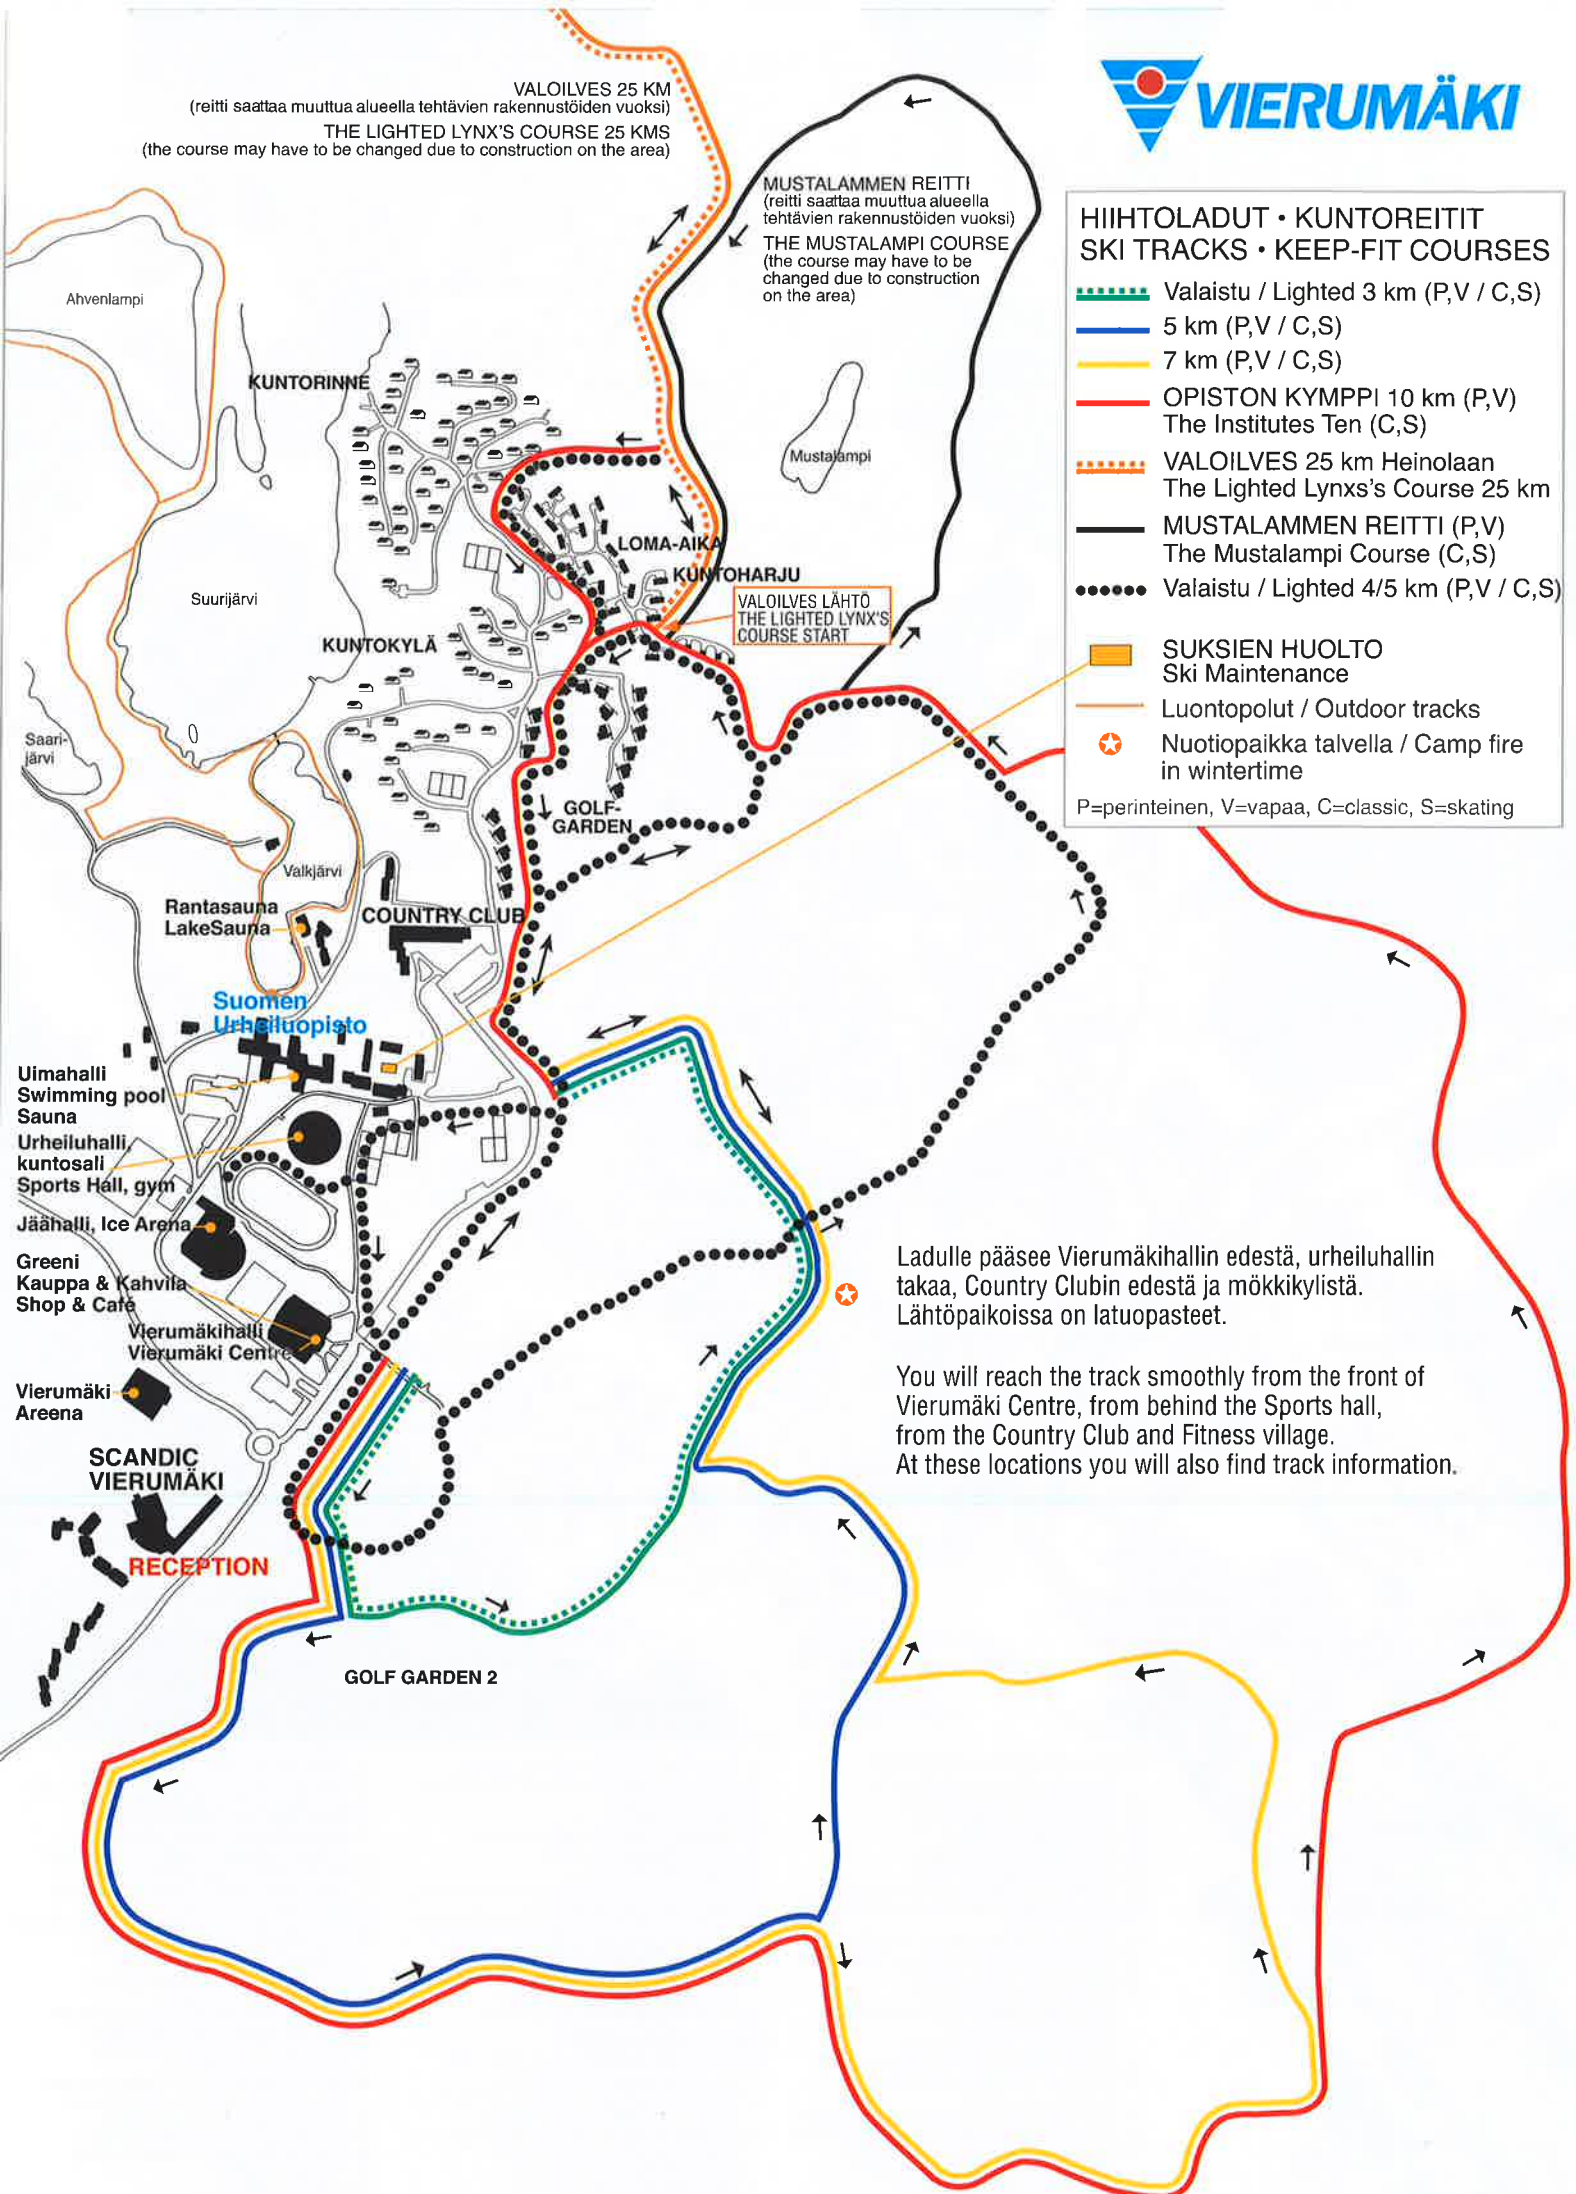 VALOILVES 25 KM
(reitti saattaa muuttua alueella tehtävien rakennustöiden vuoksi)
THE LIGHTED LYNX'S COURSE 25 KMS
(the course may have to be changed due to construction on the area)
VIERUMÄKI
MUSTALAMMEN REITTI
(reitti saattaa muuttua alueella
tehtävien rakennustöiden vuoksi)
THE MUSTALAMPI COURSE
(the course may have to be
changed due to construction
on the area)
HIIHTOLADUT • KUNTOREITIT
SKI TRACKS • KEEP-FIT COURSES
Valaistu / Lighted 3 km (P,V / C,S)
5 km (P,V / C,S)
7 km (P,V / C,S)
OPISTON KYMPPI 10 km (P,V)
The Institutes Ten (C,S)
VALOILVES 25 km Heinolaan
The Lighted Lynxs's Course 25 km
MUSTALAMMEN REITTI (P,V)
The Mustalampi Course (C,S)
Valaistu / Lighted 4/5 km (P,V / C,S)
SUKSIEN HUOLTO
Ski Maintenance
Luontopolut / Outdoor tracks
Nuotiopaikka talvella / Camp fire
in wintertime
P=perinteinen, V=vapaa, C=classic, S=skating
Ahvenlampi
KUNTORINNE
Mustalampi
LOMA-AIKA
KUNTOHARJU
VALOILVES LÄHTÖ
THE LIGHTED LYNX'S
COURSE START
Suurijärvi
KUNTOKYLÄ
Saari-
järvi
GOLF-
GARDEN
Valkjärvi
Rantasauna
LakeSauna
COUNTRY CLUB
Suomen
Urheiluopisto
Uimahalli
Swimming pool
Sauna
Urheiluhalli,
kuntosali
Sports Hall, gym
Jäähalli, Ice Arena
Greeni
Kauppa & Kahvila
Shop & Café
Vierumäkihalli
Vierumäki Centre
Vierumäki
Areena
SCANDIC
VIERUMÄKI
RECEPTION
GOLF GARDEN 2
Ladulle pääsee Vierumäkihallin edestä, urheiluhallin
takaa, Country Clubin edestä ja mökkikylistä.
Lähtöpaikoissa on latuopasteet.
You will reach the track smoothly from the front of
Vierumäki Centre, from behind the Sports hall,
from the Country Club and Fitness village.
At these locations you will also find track information.